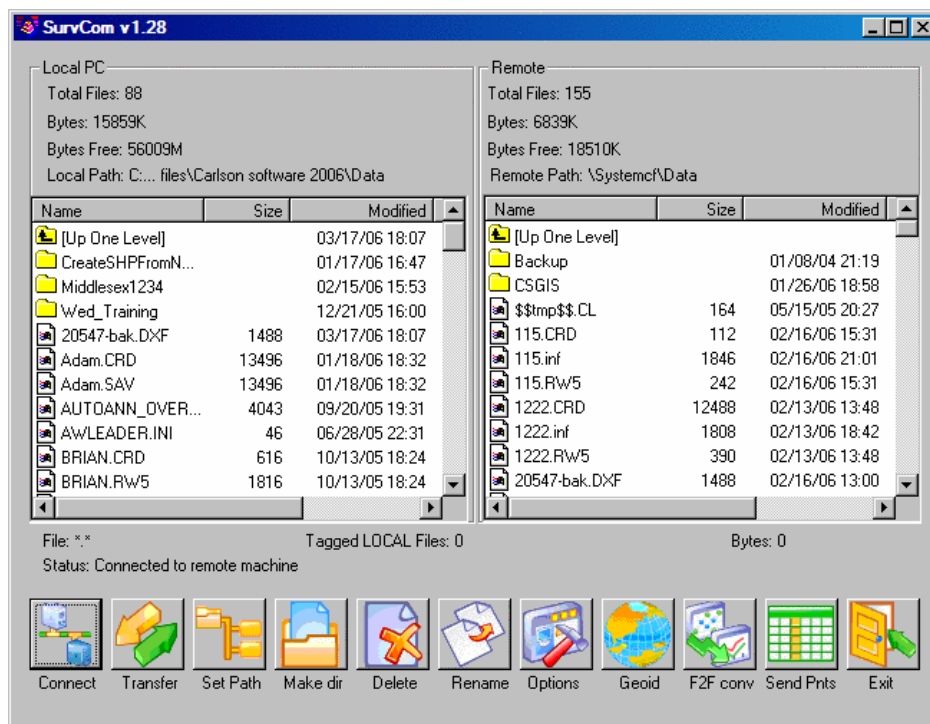 SurvCom v1.28
Local PC
Total Files: 88
Bytes: 15859K
Bytes Free: 56009M
Local Path: C:... files\Carlson software 2006\Data
Name Size Modified
[Up One Level] 03/17/06 18:07
CreateSHPFromN... 01/17/06 16:47
Middlesex1234 02/15/06 15:53
Wed_Training 12/21/05 16:00
20547-bak.DXF 1488 03/17/06 18:07
Adam.CRD 13496 01/18/06 18:32
Adam.SAV 13496 01/18/06 18:32
AUTOANN_OVER... 4043 09/20/05 19:31
AWLEADER.INI 46 06/28/05 22:31
BRIAN.CRD 616 10/13/05 18:24
BRIAN.RW5 1816 10/13/05 18:24
Remote
Total Files: 155
Bytes: 6839K
Bytes Free: 18510K
Remote Path: \Systemcf\Data
Name Size Modified
[Up One Level]
Backup 01/08/04 21:19
CSGIS 01/26/06 18:58
$$tmp$$.CL 164 05/15/05 20:27
115.CRD 112 02/16/06 15:31
115.inf 1846 02/16/06 21:01
115.RW5 242 02/16/06 15:31
1222.CRD 12488 02/13/06 13:48
1222.inf 1808 02/13/06 18:42
1222.RW5 390 02/13/06 13:48
20547-bak.DXF 1488 02/16/06 13:00
File: *.* Tagged LOCAL Files: 0 Bytes: 0
Status: Connected to remote machine
Connect Transfer Set Path Make dir Delete Rename Options Geoid F2F conv Send Pnts Exit